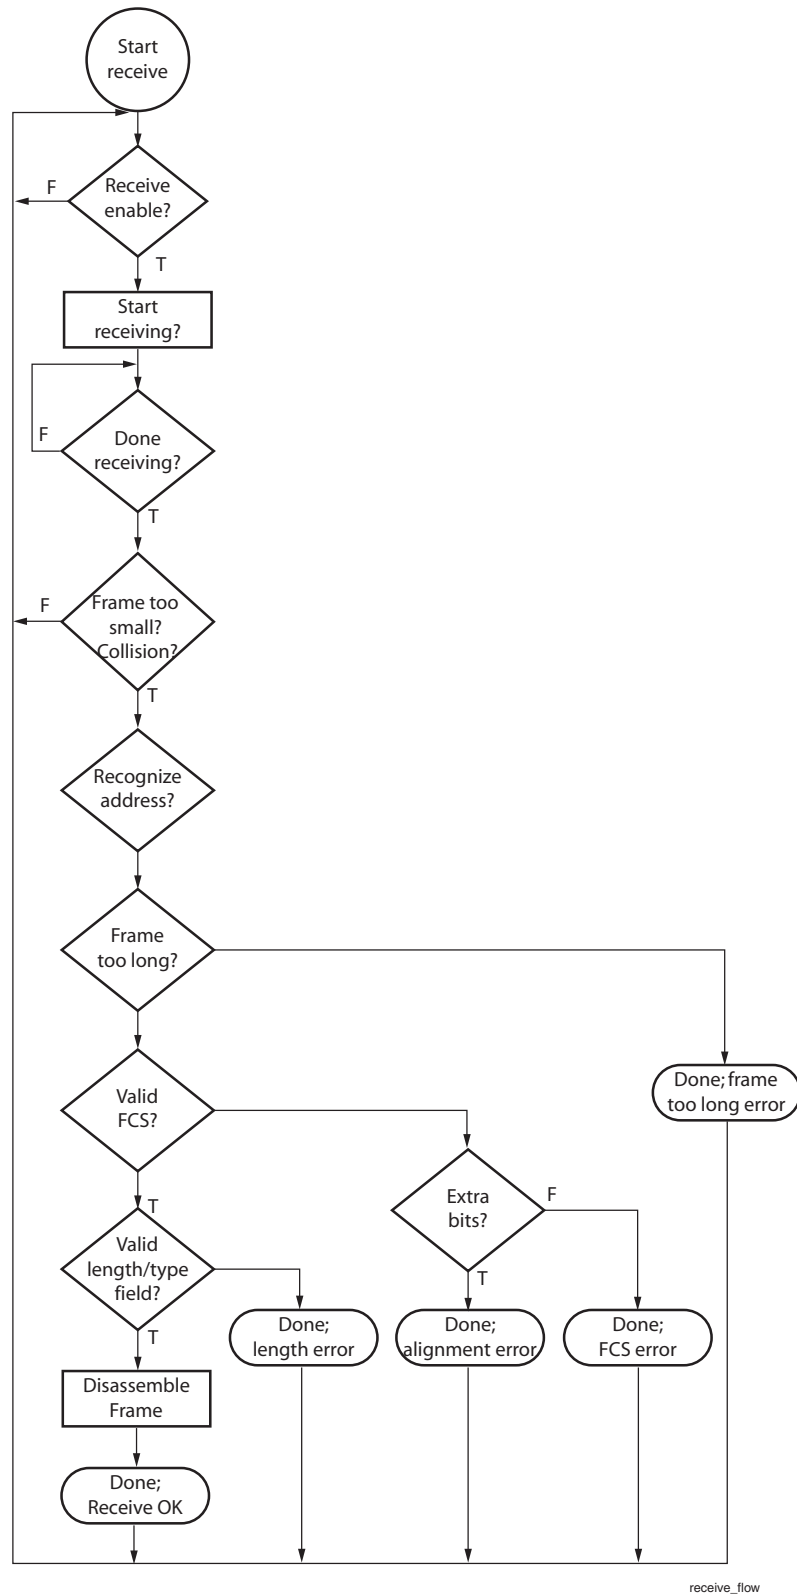 Start
receive
F
Receive
enable?
T
Start
receiving?
F
Done
receiving?
T
F
Frame too
small?
Collision?
T
Recognize
address?
Frame
too long?
Done; frame
too long error
Valid
FCS?
T
Extra
bits?
F
T
Valid
length/type
field?
T
Done;
length error
Done;
alignment error
Done;
FCS error
Disassemble
Frame
Done;
Receive OK
receive_flow